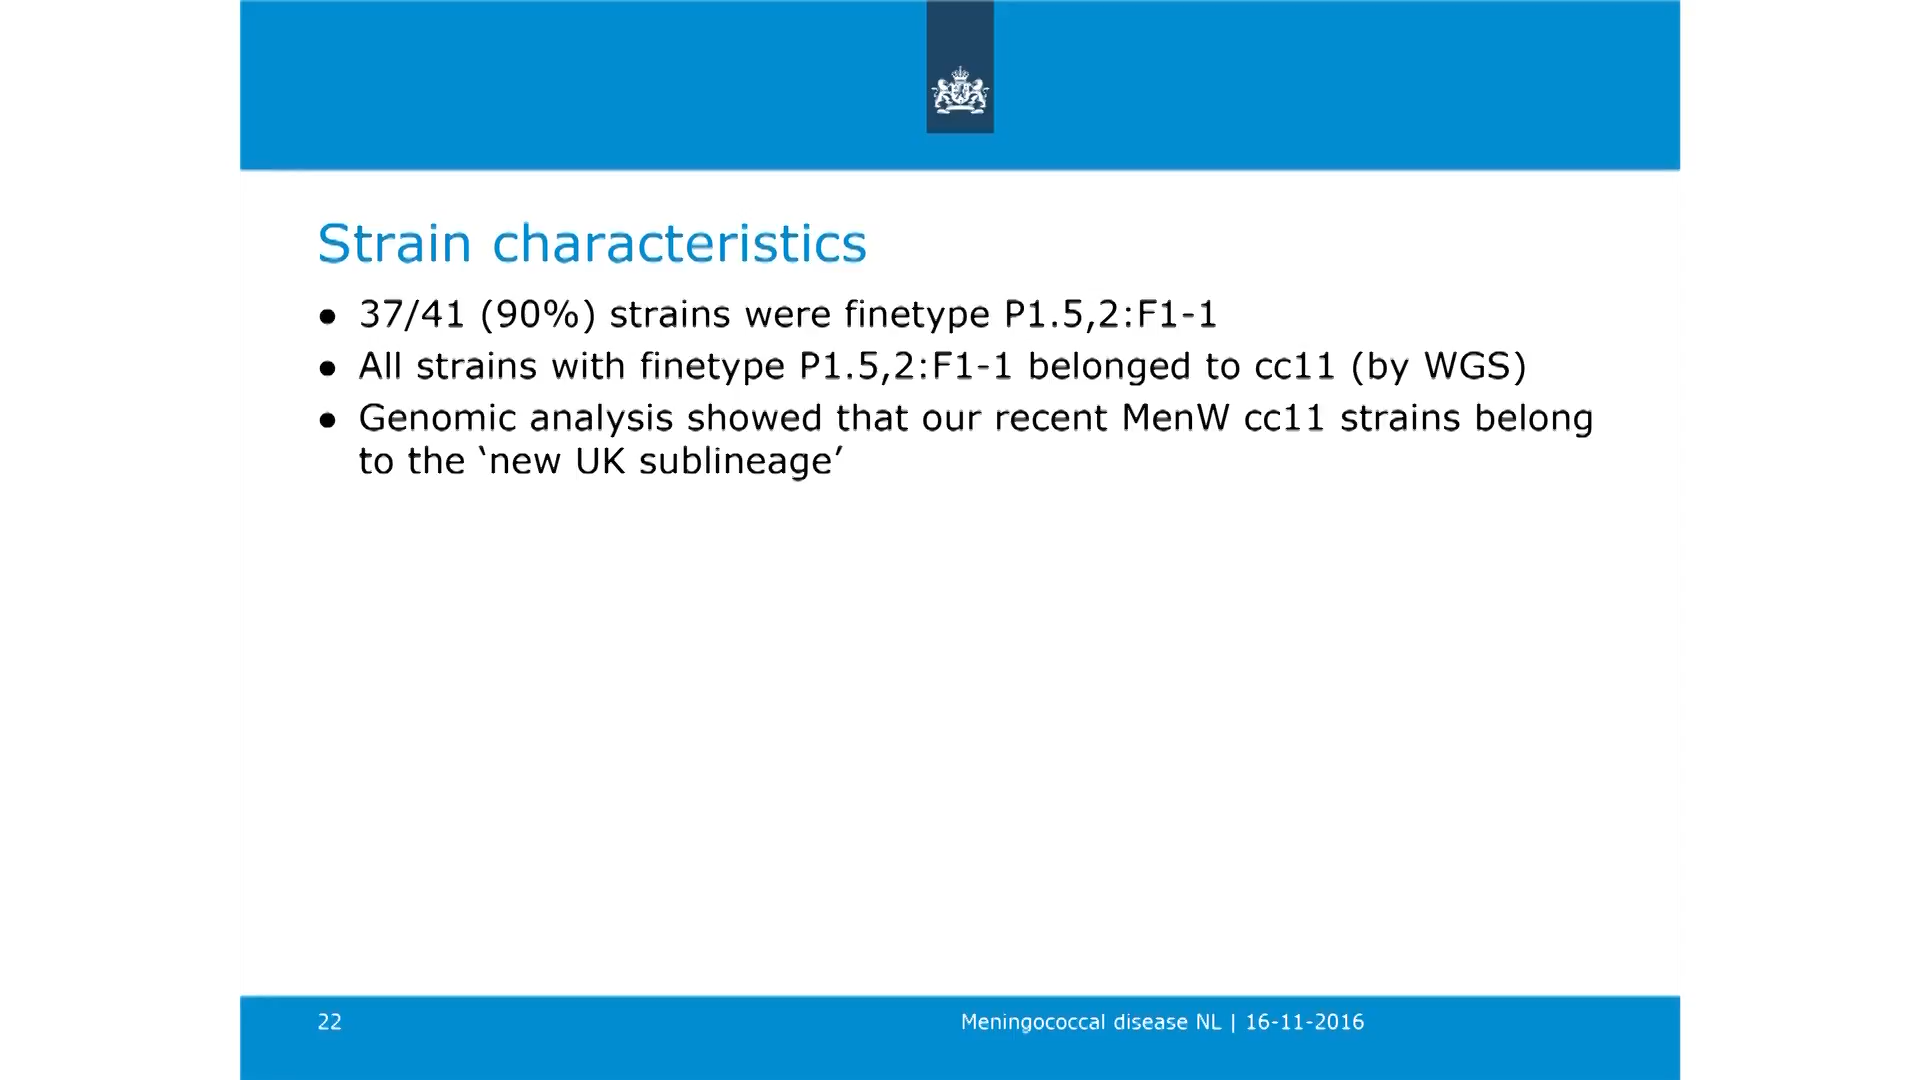 Strain characteristics
● 37/41 (90%) strains were finetype P1.5,2:F1-1
● All strains with finetype P1.5,2:F1-1 belonged to cc11 (by WGS)
● Genomic analysis showed that our recent MenW cc11 strains belong
to the ‘new UK sublineage’
22
Meningococcal disease NL | 16-11-2016